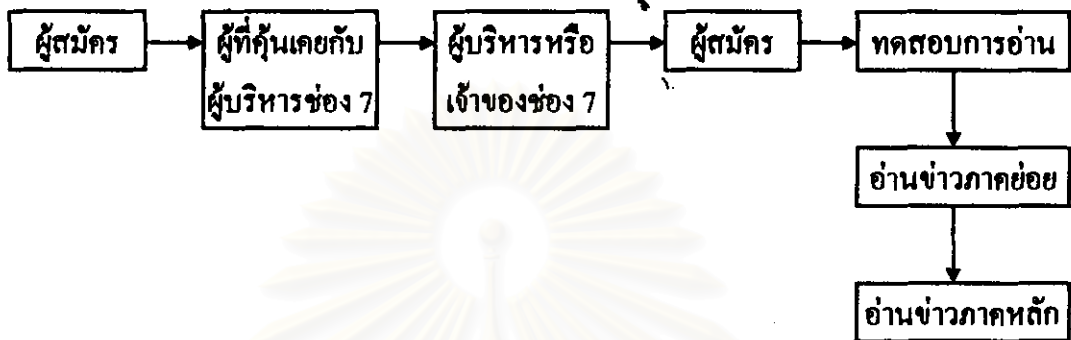 ผู้สมัคร
ผู้ที่คุ้นเคยกับ
ผู้บริหารช่อง 7
ผู้บริหารหรือ
เจ้าของช่อง 7
ผู้สมัคร
ทดสอบการอ่าน
อ่านข่าวภาคย่อย
อ่านข่าวภาคหลัก